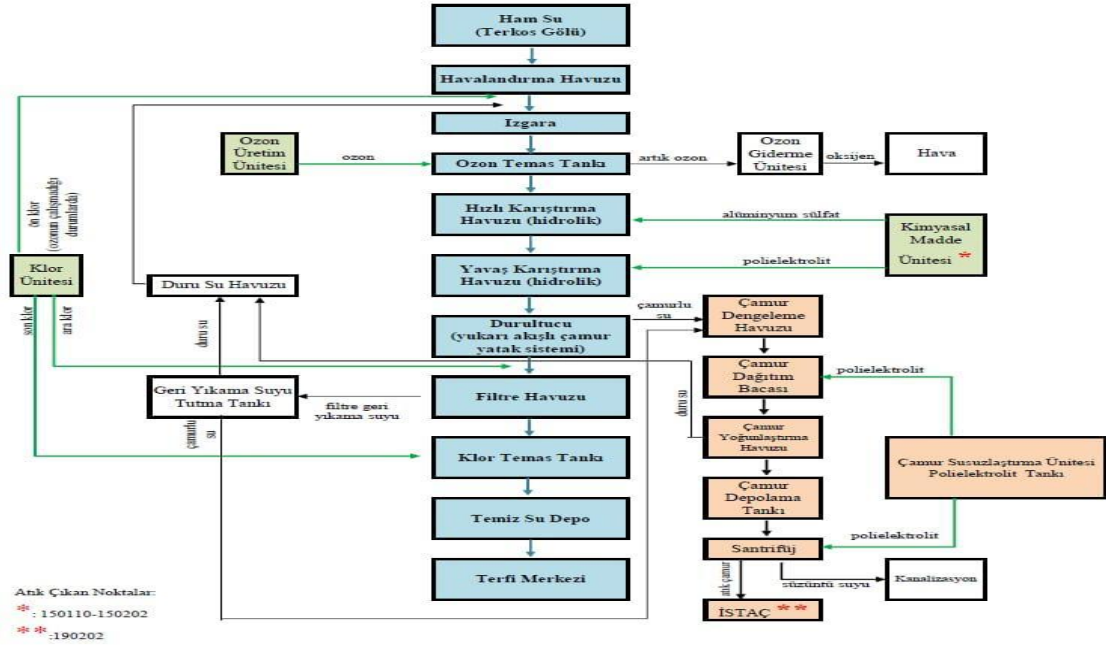 Ham Su
(Terkos Gölü)
Havalandırma Havuzu
Izgara
Ozon
Üretim
Ünitesi
ozon
Ozon Temas Tankı
artık ozon
Ozon
Giderme
Ünitesi
oksijen
Hava
ön klor
(ozonun çalışmadığı
durumlarda)
Hızlı Karıştırma
Havuzu (hidrolik)
alüminyum sülfat
Kimyasal
Madde
Ünitesi *
polielektrolit
Klor
Ünitesi
Duru Su Havuzu
Yavaş Karıştırma
Havuzu (hidrolik)
son klor
ara klor
duru su
Durultucu
(yukarı akışlı çamur
yatak sistemi)
çamurlu
su
Çamur
Dengeleme
Havuzu
Çamur
Dağıtım
Bacası
polielektrolit
Geri Yıkama Suyu
Tutma Tankı
filtre geri
yıkama suyu
Filtre Havuzu
duru su
çamurlu
su
Çamur
Yoğunlaştırma
Havuzu
Klor Temas Tankı
Çamur Susuzlaştırma Ünitesi
Polielektrolit Tankı
Çamur
Depolama
Tankı
Temiz Su Depo
polielektrolit
Santrifüj
Terfi Merkezi
atık çamur
süzüntü suyu
Kanalizasyon
İSTAÇ **
Atık Çıkan Noktalar:
*: 150110-150202
**:190202